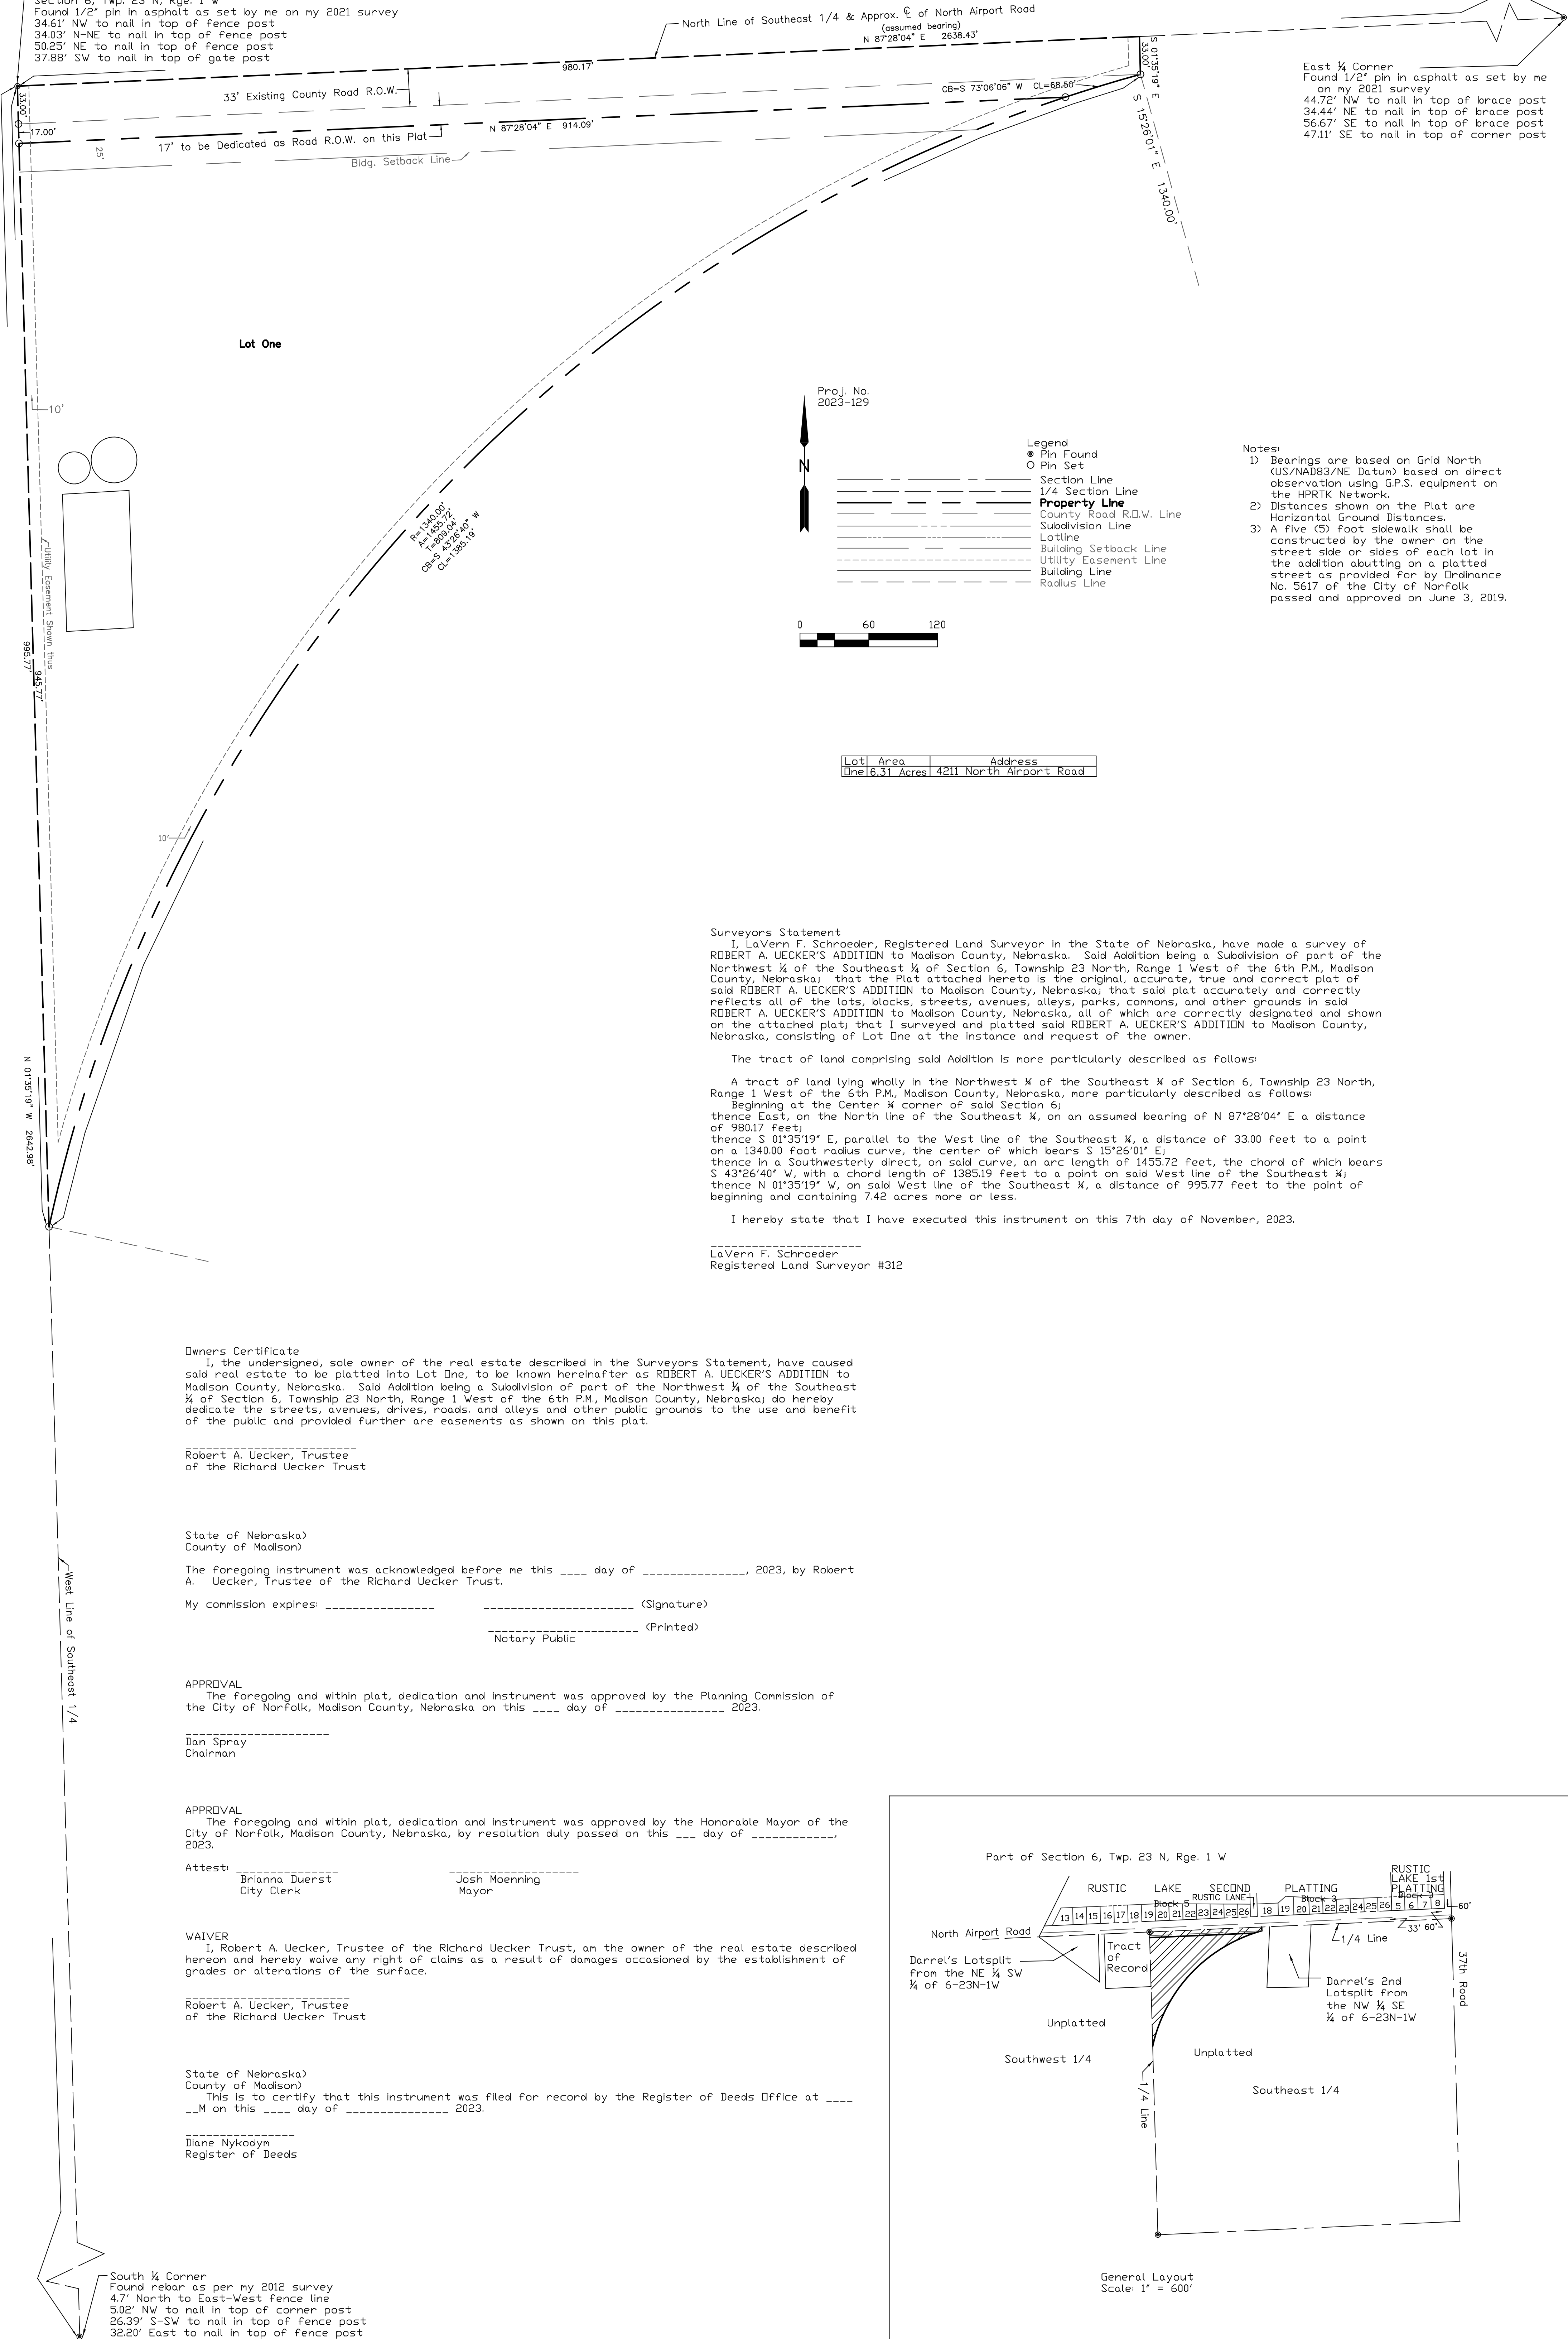 Section 6, Twp. 23 N, Rge. 1 W
Found 1/2" pin in asphalt as set by me on my 2021 survey
34.61' NW to nail in top of fence post
34.03' N-NE to nail in top of fence post
50.25' NE to nail in top of fence post
37.88' SW to nail in top of gate post
North Line of Southeast 1/4 & Approx. ℄ of North Airport Road
(assumed bearing)
N 87°28'04" E 2638.43'
980.17'
33' Existing County Road R.O.W.
33.00'
17.00'
N 87°28'04" E 914.09'
17' to be Dedicated as Road R.O.W. on this Plat
25'
Bldg. Setback Line
CB=S 73°06'06" W CL=68.50'
S 01°35'19" E
33.00'
S 15°26'01" E 1340.00'
East ¼ Corner
Found 1/2" pin in asphalt as set by me
on my 2021 survey
44.72' NW to nail in top of brace post
34.44' NE to nail in top of brace post
56.67' SE to nail in top of brace post
47.11' SE to nail in top of corner post
Lot One
10'
Utility Easement Shown thus
995.77'
945.77'
R=1340.00'
A=1455.72'
T=809.04'
CB=S 43°26'40" W
CL=1385.19'
10'
N 01°35'19" W 2642.98'
Proj. No.
2023-129
N
Legend
Pin Found
Pin Set
Section Line
1/4 Section Line
Property Line
County Road R.O.W. Line
Subdivision Line
Lotline
Building Setback Line
Utility Easement Line
Building Line
Radius Line
0 60 120
Notes:
1) Bearings are based on Grid North
(US/NAD83/NE Datum) based on direct
observation using G.P.S. equipment on
the HPRTK Network.
2) Distances shown on the Plat are
Horizontal Ground Distances.
3) A five (5) foot sidewalk shall be
constructed by the owner on the
street side or sides of each lot in
the addition abutting on a platted
street as provided for by Ordinance
No. 5617 of the City of Norfolk
passed and approved on June 3, 2019.
Lot Area Address
One 6.31 Acres 4211 North Airport Road
Surveyors Statement
I, LaVern F. Schroeder, Registered Land Surveyor in the State of Nebraska, have made a survey of
ROBERT A. UECKER'S ADDITION to Madison County, Nebraska. Said Addition being a Subdivision of part of the
Northwest ¼ of the Southeast ¼ of Section 6, Township 23 North, Range 1 West of the 6th P.M., Madison
County, Nebraska; that the Plat attached hereto is the original, accurate, true and correct plat of
said ROBERT A. UECKER'S ADDITION to Madison County, Nebraska; that said plat accurately and correctly
reflects all of the lots, blocks, streets, avenues, alleys, parks, commons, and other grounds in said
ROBERT A. UECKER'S ADDITION to Madison County, Nebraska, all of which are correctly designated and shown
on the attached plat; that I surveyed and platted said ROBERT A. UECKER'S ADDITION to Madison County,
Nebraska, consisting of Lot One at the instance and request of the owner.
The tract of land comprising said Addition is more particularly described as follows:
A tract of land lying wholly in the Northwest ¼ of the Southeast ¼ of Section 6, Township 23 North,
Range 1 West of the 6th P.M., Madison County, Nebraska, more particularly described as follows:
Beginning at the Center ¼ corner of said Section 6;
thence East, on the North line of the Southeast ¼, on an assumed bearing of N 87°28'04" E a distance
of 980.17 feet;
thence S 01°35'19" E, parallel to the West line of the Southeast ¼, a distance of 33.00 feet to a point
on a 1340.00 foot radius curve, the center of which bears S 15°26'01" E;
thence in a Southwesterly direct, on said curve, an arc length of 1455.72 feet, the chord of which bears
S 43°26'40" W, with a chord length of 1385.19 feet to a point on said West line of the Southeast ¼;
thence N 01°35'19" W, on said West line of the Southeast ¼, a distance of 995.77 feet to the point of
beginning and containing 7.42 acres more or less.
I hereby state that I have executed this instrument on this 7th day of November, 2023.
______________________
LaVern F. Schroeder
Registered Land Surveyor #312
Owners Certificate
I, the undersigned, sole owner of the real estate described in the Surveyors Statement, have caused
said real estate to be platted into Lot One, to be known hereinafter as ROBERT A. UECKER'S ADDITION to
Madison County, Nebraska. Said Addition being a Subdivision of part of the Northwest ¼ of the Southeast
¼ of Section 6, Township 23 North, Range 1 West of the 6th P.M., Madison County, Nebraska; do hereby
dedicate the streets, avenues, drives, roads. and alleys and other public grounds to the use and benefit
of the public and provided further are easements as shown on this plat.
_________________________
Robert A. Uecker, Trustee
of the Richard Uecker Trust
State of Nebraska)
County of Madison)
The foregoing instrument was acknowledged before me this ____ day of _______________, 2023, by Robert
A. Uecker, Trustee of the Richard Uecker Trust.
My commission expires: ________________ ______________________ (Signature)
______________________ (Printed)
Notary Public
APPROVAL
The foregoing and within plat, dedication and instrument was approved by the Planning Commission of
the City of Norfolk, Madison County, Nebraska on this ____ day of ________________ 2023.
_____________________
Dan Spray
Chairman
APPROVAL
The foregoing and within plat, dedication and instrument was approved by the Honorable Mayor of the
City of Norfolk, Madison County, Nebraska, by resolution duly passed on this ___ day of ____________,
2023.
Attest: _______________ ___________________
Brianna Duerst Josh Moenning
City Clerk Mayor
WAIVER
I, Robert A. Uecker, Trustee of the Richard Uecker Trust, am the owner of the real estate described
hereon and hereby waive any right of claims as a result of damages occasioned by the establishment of
grades or alterations of the surface.
________________________
Robert A. Uecker, Trustee
of the Richard Uecker Trust
State of Nebraska)
County of Madison)
This is to certify that this instrument was filed for record by the Register of Deeds Office at ____
__M on this ____ day of _______________ 2023.
________________
Diane Nykodym
Register of Deeds
West Line of Southeast 1/4
South ¼ Corner
Found rebar as per my 2012 survey
4.7' North to East-West fence line
5.02' NW to nail in top of corner post
26.39' S-SW to nail in top of fence post
32.20' East to nail in top of fence post
Part of Section 6, Twp. 23 N, Rge. 1 W
RUSTIC LAKE SECOND PLATTING
RUSTIC
LAKE 1st
PLATTING
Block 5 RUSTIC LANE Block 3 Block 3
13 14 15 16 17 18 19 20 21 22 23 24 25 26 18 19 20 21 22 23 24 25 26 5 6 7 8
60'
33' 60'
North Airport Road
1/4 Line
Tract
of
Record
Darrel's Lotsplit
from the NE ¼ SW
¼ of 6-23N-1W
Darrel's 2nd
Lotsplit from
the NW ¼ SE
¼ of 6-23N-1W
37th Road
Unplatted
Southwest 1/4
Unplatted
Southeast 1/4
1/4 Line
General Layout
Scale: 1" = 600'